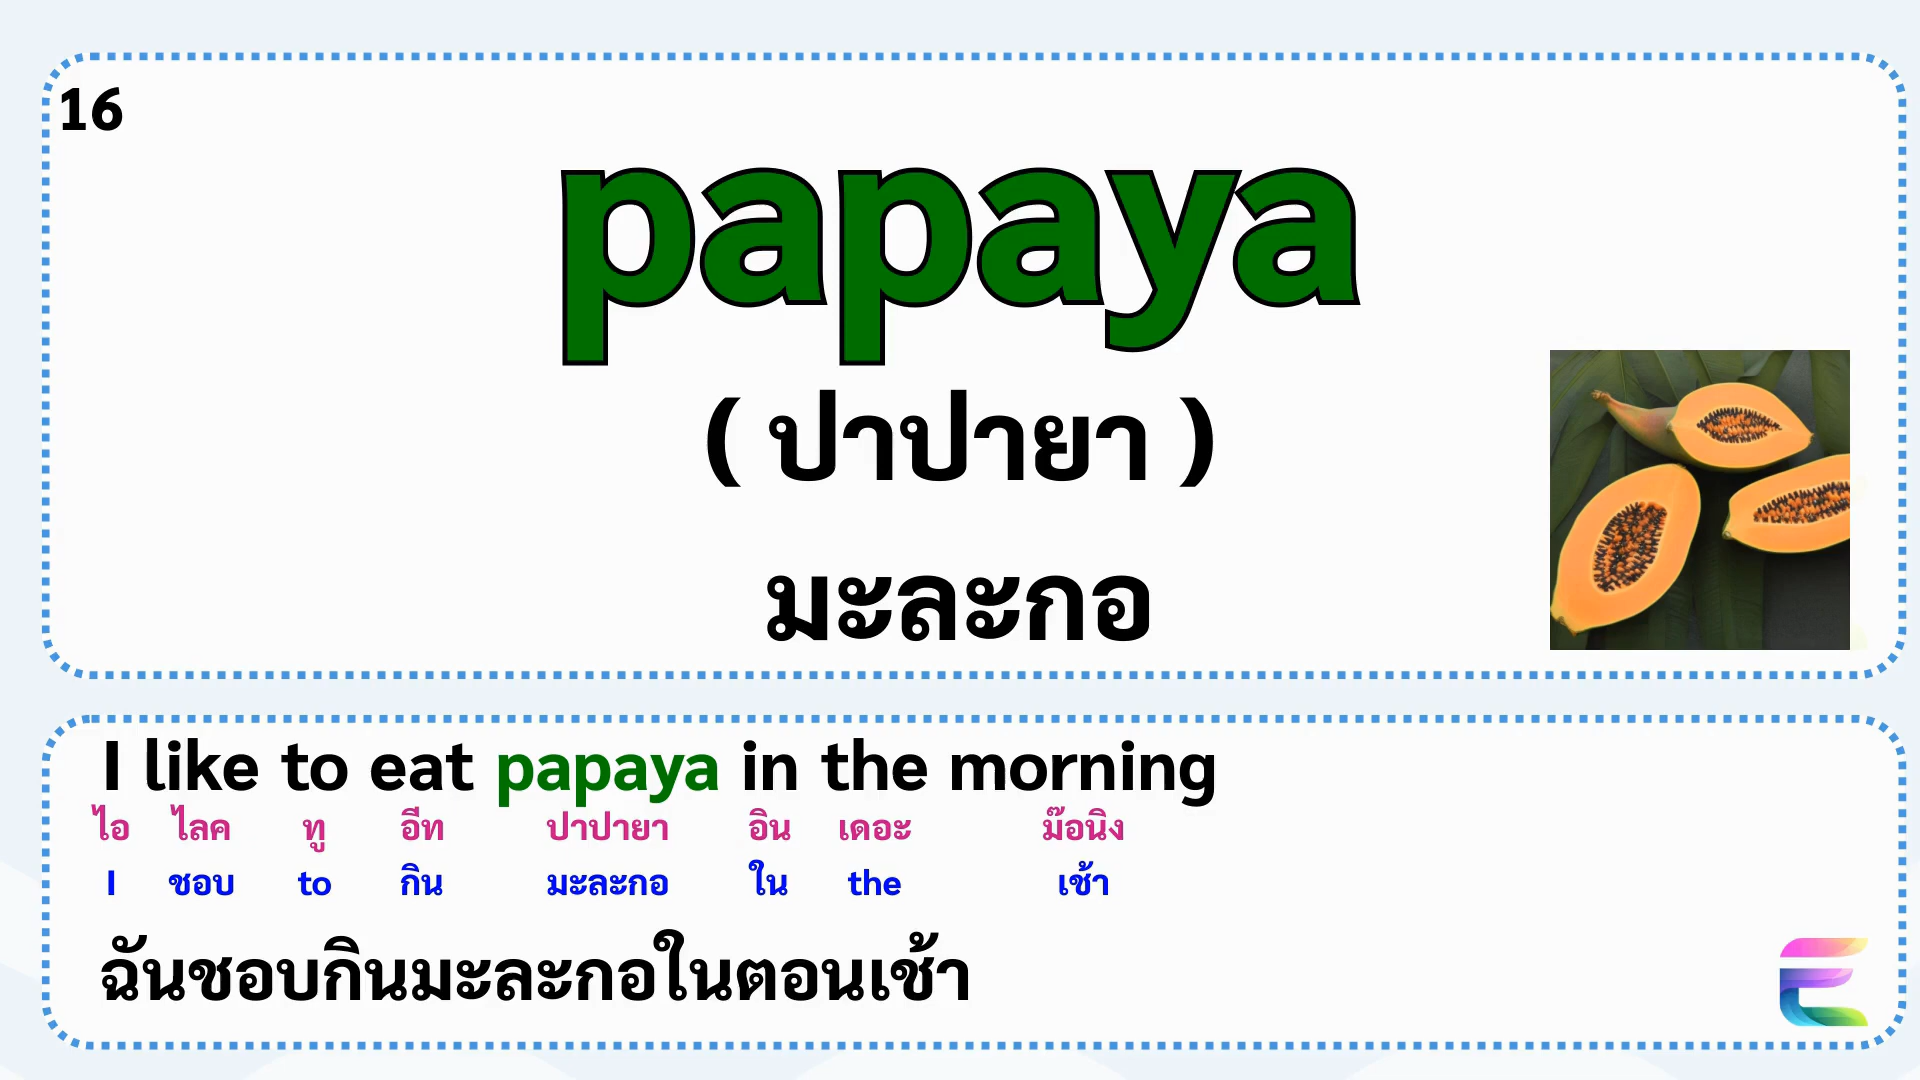 16
papaya
( ปาปายา )
มะละกอ
I like to eat papaya in the morning
ไอ ไลค ทู อีท ปาปายา อิน เดอะ ม๊อนิง
I ชอบ to กิน มะละกอ ใน the เช้า
ฉันชอบกินมะละกอในตอนเช้า